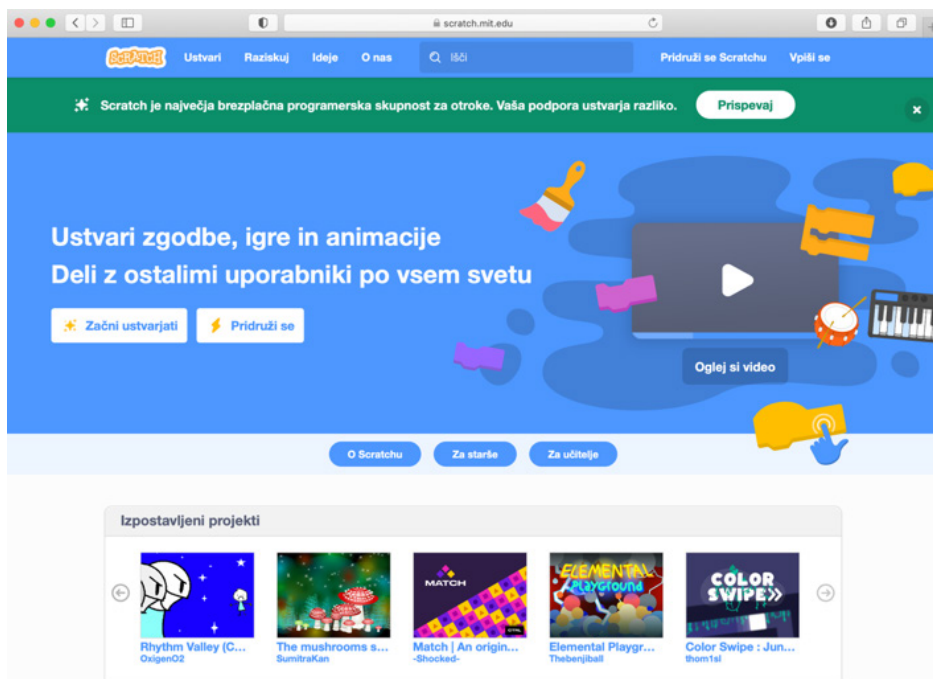 scratch.mit.edu
SCRATCH Ustvari Raziskuj Ideje O nas Išči Pridruži se Scratchu Vpiši se
Scratch je največja brezplačna programerska skupnost za otroke. Vaša podpora ustvarja razliko. Prispevaj
Ustvari zgodbe, igre in animacije
Deli z ostalimi uporabniki po vsem svetu
Začni ustvarjati Pridruži se
Oglej si video
O Scratchu Za starše Za učitelje
Izpostavljeni projekti
MATCH
CTRL
ELEMENTAL
PLAYGROUND
COLOR
SWIPE
Rhythm Valley (C... The mushrooms s... Match | An origin... Elemental Playgr... Color Swipe : Jun...
OxigenO2 SumitraKan -Shocked- Thebenjiball thom1sl